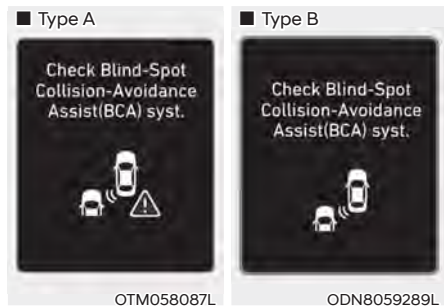 ■ Type A
Check Blind-Spot
Collision-Avoidance
Assist(BCA) syst.
OTM058087L
■ Type B
Check Blind-Spot
Collision-Avoidance
Assist(BCA) syst.
ODN8059289L